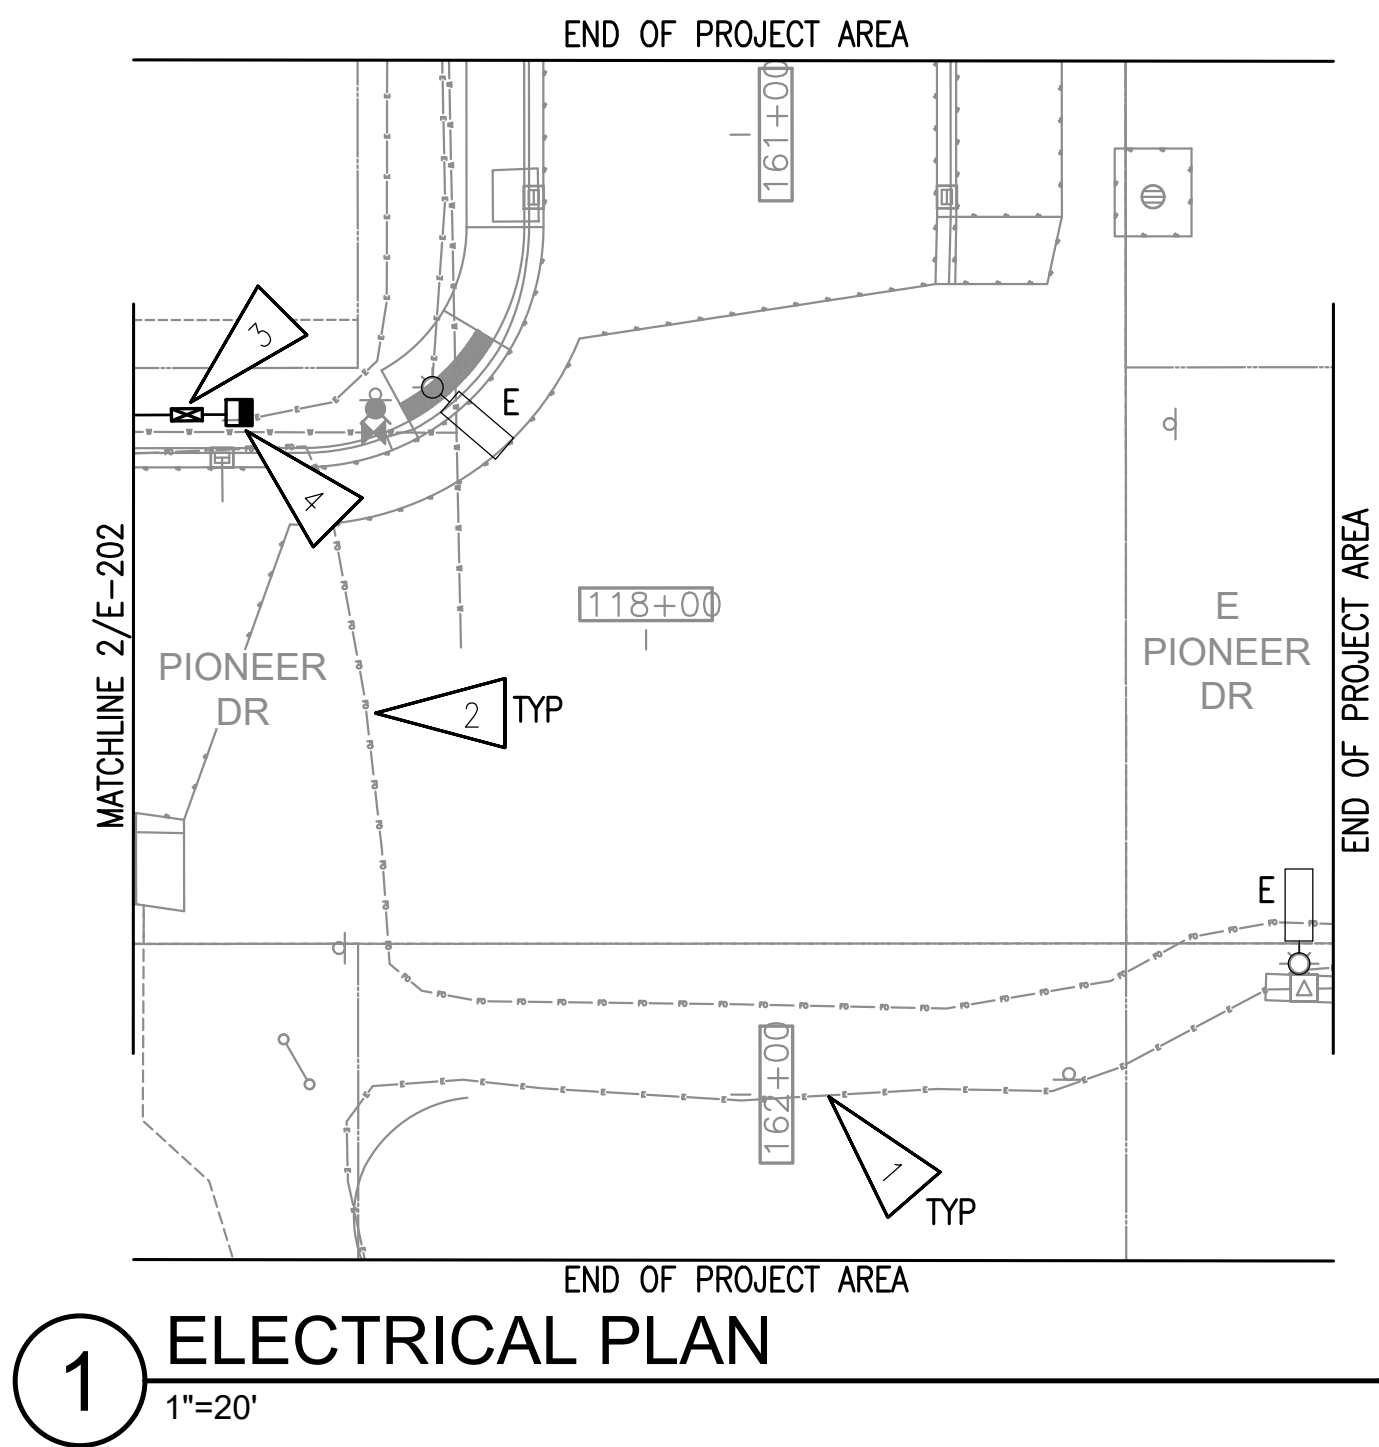 END OF PROJECT AREA
161+00
3
E
4
MATCHLINE 2/E-202
118+00
PIONEER
DR
2
TYP
E
PIONEER
DR
END OF PROJECT AREA
E
162+00
1
TYP
END OF PROJECT AREA
1
ELECTRICAL PLAN
1"=20'